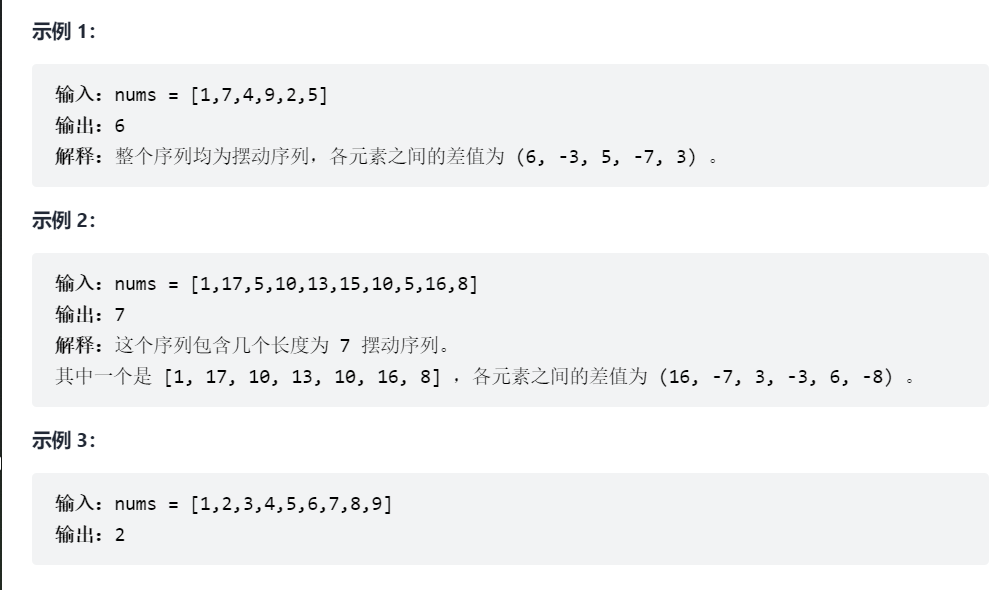 示例 1：
输入：nums = [1,7,4,9,2,5]
输出：6
解释：整个序列均为摆动序列，各元素之间的差值为 (6, -3, 5, -7, 3) 。
示例 2：
输入：nums = [1,17,5,10,13,15,10,5,16,8]
输出：7
解释：这个序列包含几个长度为 7 摆动序列。
其中一个是 [1, 17, 10, 13, 10, 16, 8] ，各元素之间的差值为 (16, -7, 3, -3, 6, -8) 。
示例 3：
输入：nums = [1,2,3,4,5,6,7,8,9]
输出：2